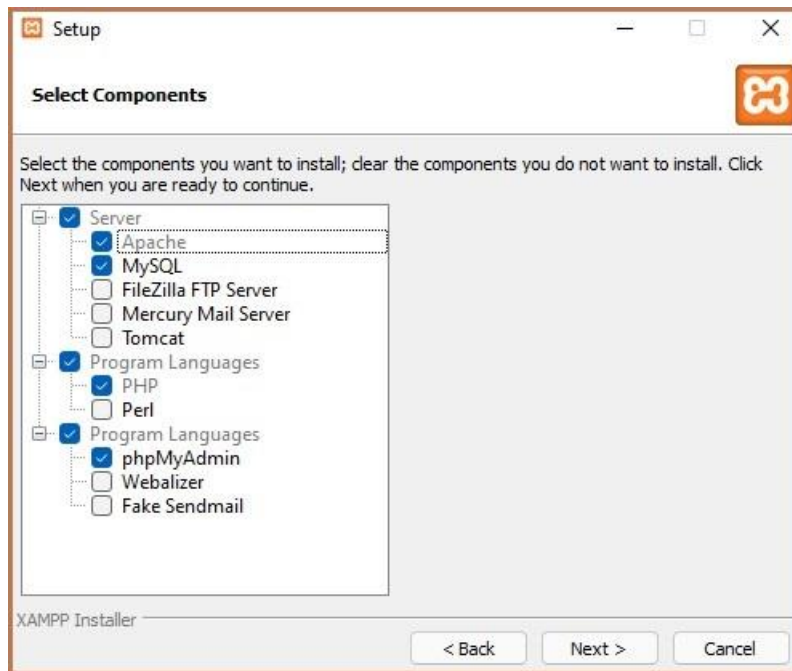 Setup
Select Components
Select the components you want to install; clear the components you do not want to install. Click
Next when you are ready to continue.
Server
Apache
MySQL
FileZilla FTP Server
Mercury Mail Server
Tomcat
Program Languages
PHP
Perl
Program Languages
phpMyAdmin
Webalizer
Fake Sendmail
XAMPP Installer
< Back
Next >
Cancel